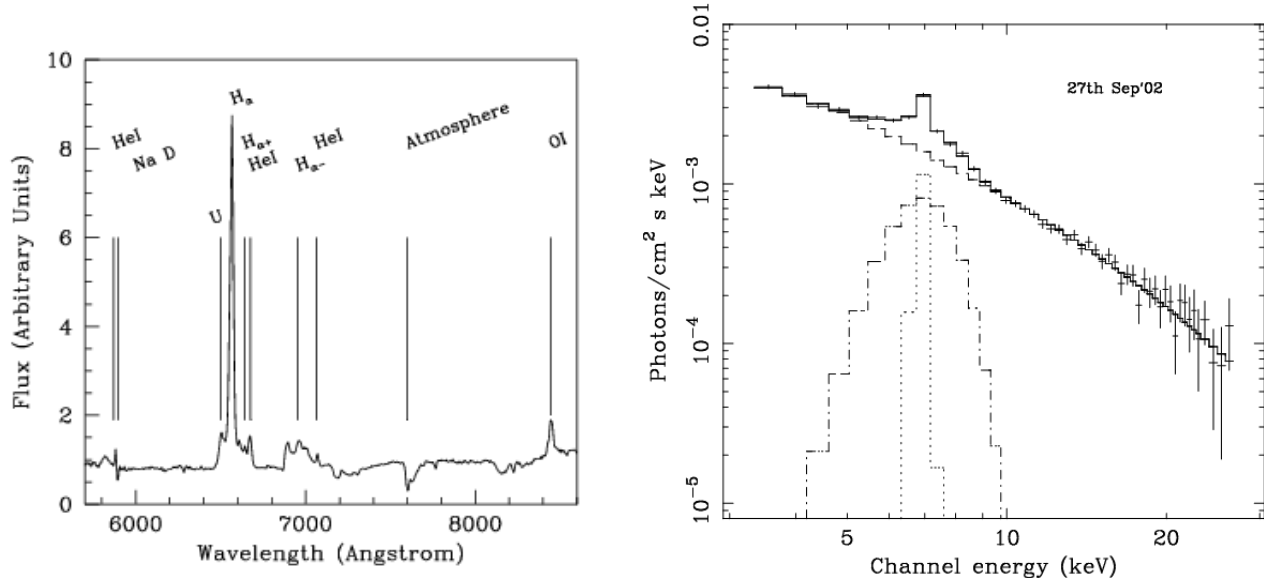 10
8
6
4
2
0
Flux (Arbitrary Units)
HeI
Na D
U
Hα
Hα+
HeI
Hα−
HeI
Atmosphere
OI
6000
7000
8000
Wavelength (Angstrom)
0.01
10⁻³
10⁻⁴
10⁻⁵
Photons/cm² s keV
27th Sep'02
5
10
20
Channel energy (keV)